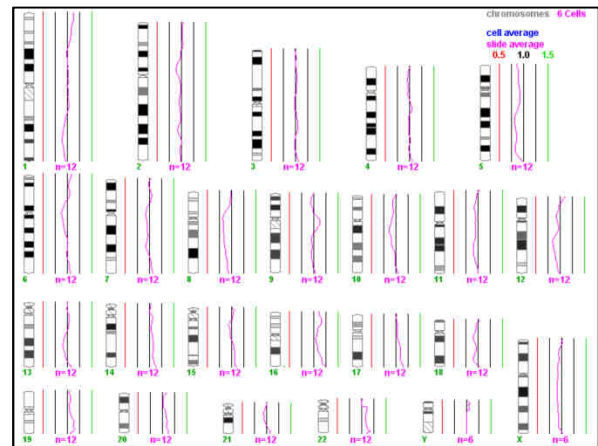 chromosomes 6 Cells
cell average
slide average
0.5 1.0 1.5
1 n=12
2 n=12
3 n=12
4 n=12
5 n=12
6 n=12
7 n=12
8 n=12
9 n=12
10 n=12
11 n=12
12 n=12
13 n=12
14 n=12
15 n=12
16 n=12
17 n=12
18 n=12
19 n=12
20 n=12
21 n=12
22 n=12
Y n=6
X n=6